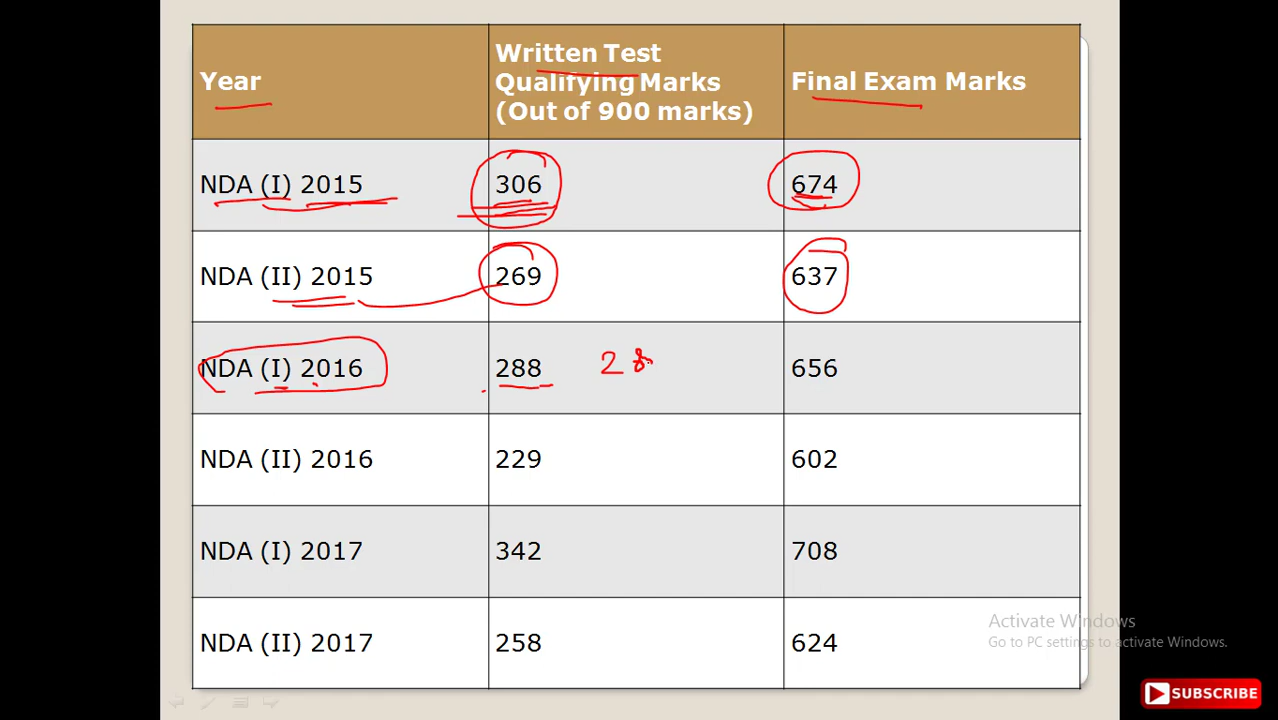 Year
Written Test
Qualifying Marks
(Out of 900 marks)
Final Exam Marks
NDA (I) 2015
306
674
NDA (II) 2015
269
637
NDA (I) 2016
288
2 8
656
NDA (II) 2016
229
602
NDA (I) 2017
342
708
NDA (II) 2017
258
624
Activate Windows
Go to PC settings to activate Windows.
SUBSCRIBE